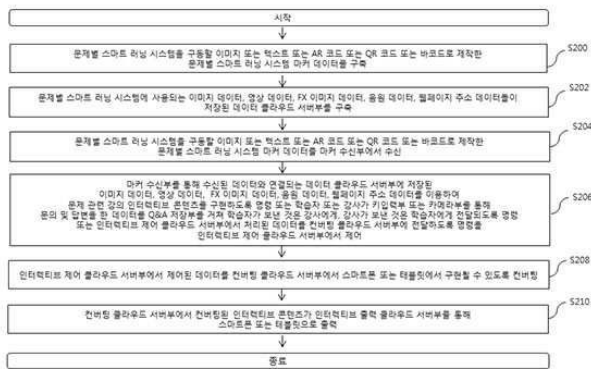 시작
S200
문제별 스마트 러닝 시스템을 구동할 이미지 또는 텍스트 또는 AR 코드 또는 QR 코드 또는 바코드로 제작한
문제별 스마트 러닝 시스템 마커 데이터를 구축
S202
문제별 스마트 러닝 시스템에 사용되는 이미지 데이터, 영상 데이터, FX 이미지 데이터, 음원 데이터, 웹페이지 주소 데이터들이
저장된 데이터 클라우드 서버부를 구축
S204
문제별 스마트 러닝 시스템을 구동할 이미지 또는 텍스트 또는 AR 코드 또는 QR 코드 또는 바코드로 제작한
문제별 스마트 러닝 시스템 마커 데이터를 마커 수신부에서 수신
S206
마커 수신부를 통해 수신된 데이터와 연결되는 데이터 클라우드 서버부에 저장된
이미지 데이터, 영상 데이터, FX 이미지 데이터, 음원 데이터, 웹페이지 주소 데이터를 이용하여
문제 관련 강의 인터렉티브 콘텐츠를 구현하도록 명령 또는 학습자 또는 강사가 키입력부 또는 카메라부를 통해
문의 및 답변을 한 데이터를 Q&A 저장부를 거쳐 학습자가 보낸 것은 강사에게, 강사가 보낸 것은 학습자에게 전달되도록 명령
또는 인터렉티브 제어 클라우드 서버부에서 처리된 데이터를 컨버팅 클라우드 서버부에 전달하도록 명령을
인터렉티브 제어 클라우드 서버부에서 제어
S208
인터렉티브 제어 클라우드 서버부에서 제어된 데이터를 컨버팅 클라우드 서버부에서 스마트폰 또는 태블릿에서 구현될 수 있도록 컨버팅
S210
컨버팅 클라우드 서버부에서 컨버팅된 인터렉티브 콘텐츠가 인터렉티브 출력 클라우드 서버부를 통해
스마트폰 또는 태블릿으로 출력
종료